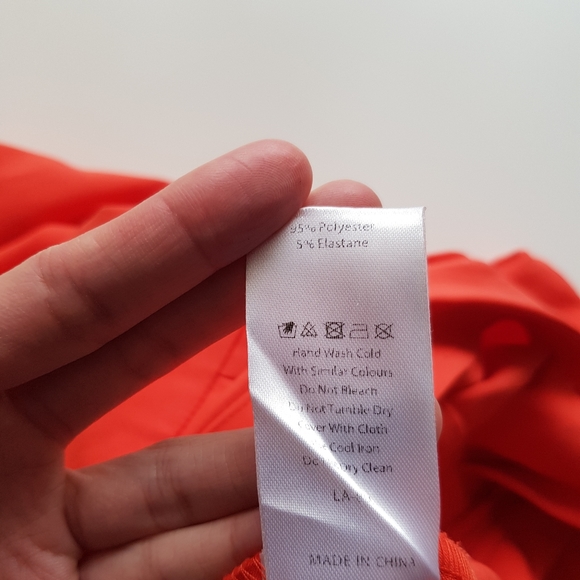 95% Polyester
5% Elastane
Hand Wash Cold
With Similar Colours
Do Not Bleach
Do Not Tumble Dry
With Cloth
Cool Iron
Dry Clean
MADE IN CHINA